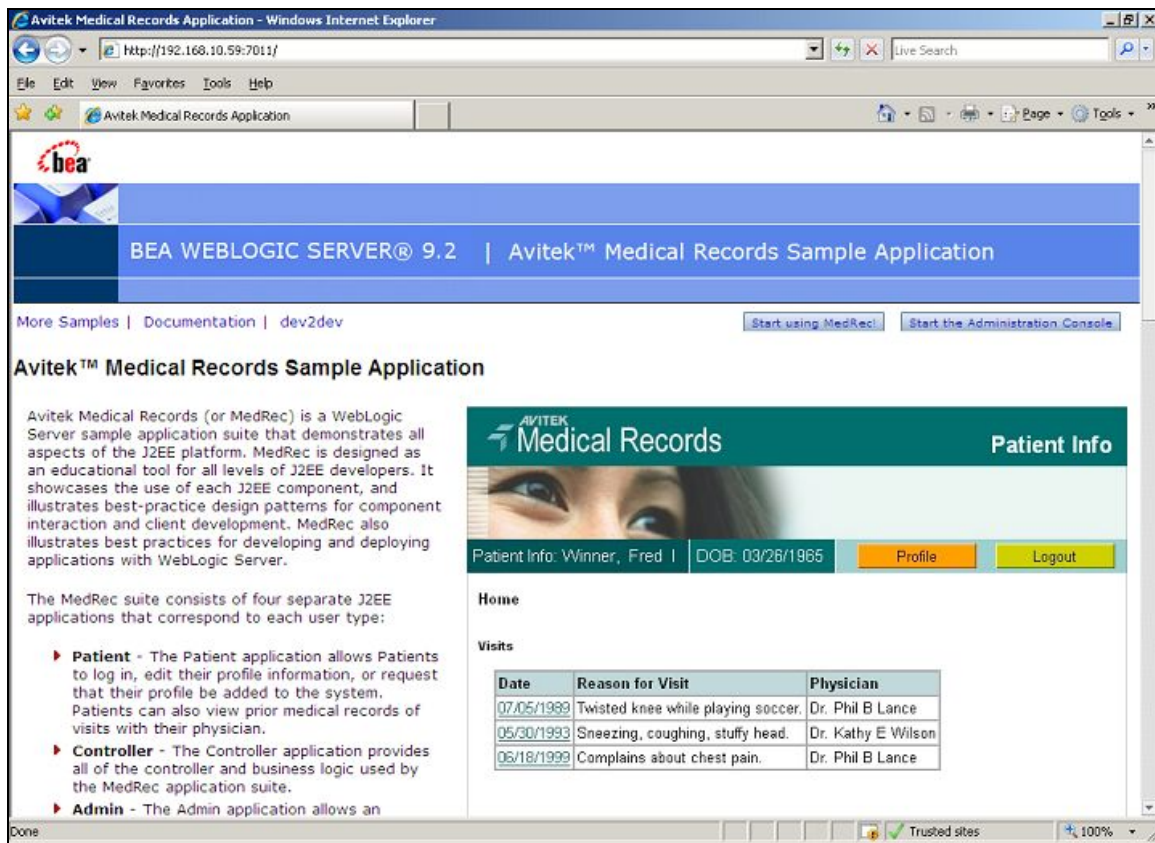 Avitek Medical Records Application - Windows Internet Explorer
http://192.168.10.59:7011/
Live Search
File Edit View Favorites Tools Help
Avitek Medical Records Application
Page Tools
bea
BEA WEBLOGIC SERVER® 9.2 | Avitek™ Medical Records Sample Application
More Samples | Documentation | dev2dev
Start using MedRec!
Start the Administration Console
Avitek™ Medical Records Sample Application
Avitek Medical Records (or MedRec) is a WebLogic
Server sample application suite that demonstrates all
aspects of the J2EE platform. MedRec is designed as
an educational tool for all levels of J2EE developers. It
showcases the use of each J2EE component, and
illustrates best-practice design patterns for component
interaction and client development. MedRec also
illustrates best practices for developing and deploying
applications with WebLogic Server.
The MedRec suite consists of four separate J2EE
applications that correspond to each user type:
Patient - The Patient application allows Patients
to log in, edit their profile information, or request
that their profile be added to the system.
Patients can also view prior medical records of
visits with their physician.
Controller - The Controller application provides
all of the controller and business logic used by
the MedRec application suite.
Admin - The Admin application allows an
AVITEK
Medical Records
Patient Info
Patient Info: Winner, Fred I DOB: 03/26/1965 Profile Logout
Home
Visits
Date Reason for Visit Physician
07/05/1989 Twisted knee while playing soccer. Dr. Phil B Lance
05/30/1993 Sneezing, coughing, stuffy head. Dr. Kathy E Wilson
06/18/1999 Complains about chest pain. Dr. Phil B Lance
Done
Trusted sites
100%